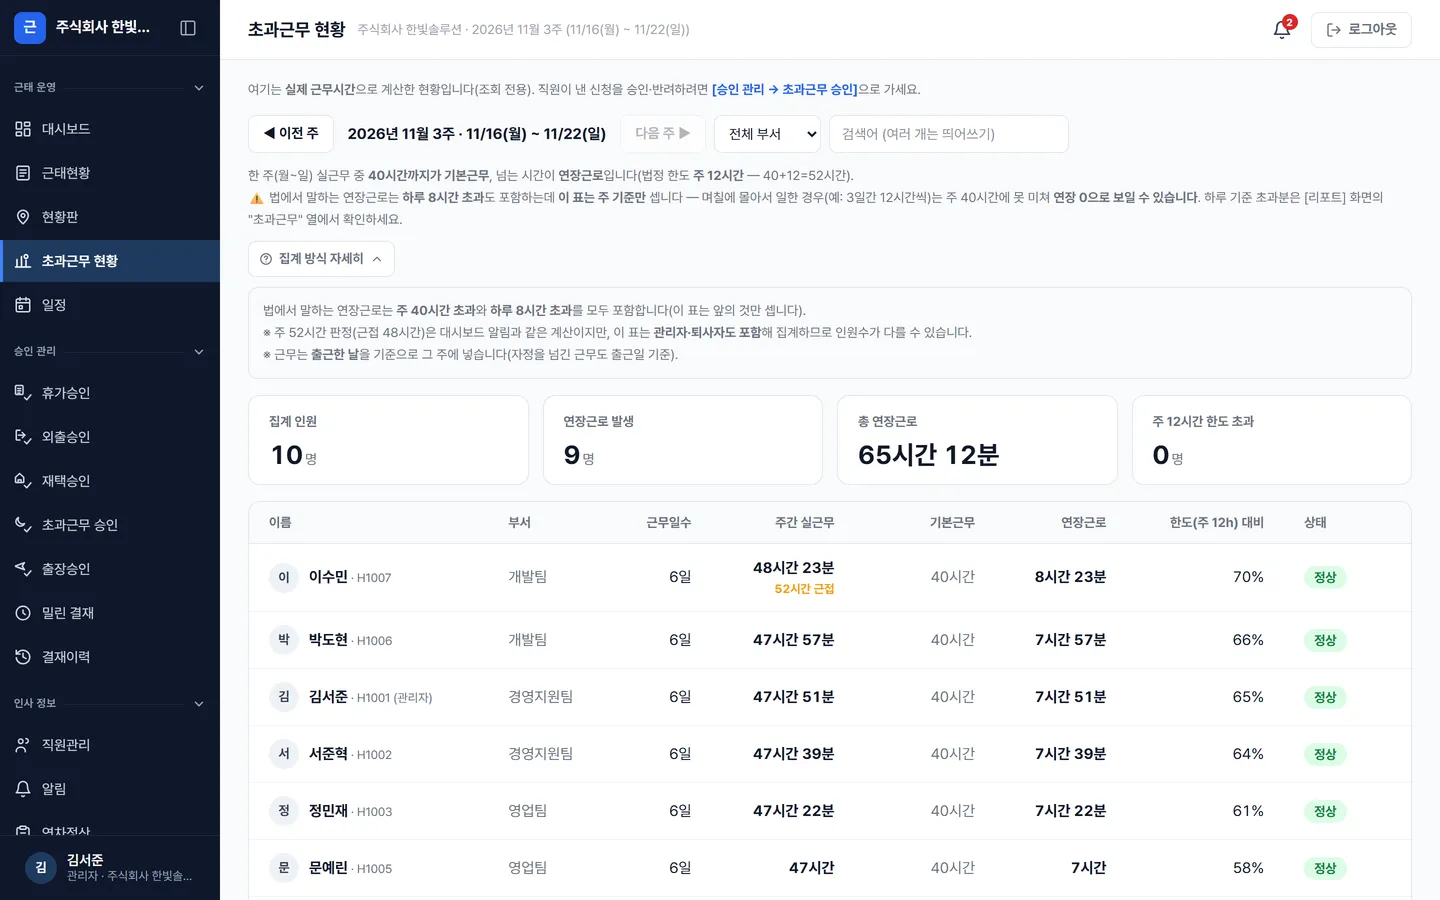 근 주식회사 한빛...
근태 운영
대시보드
근태현황
현황판
초과근무 현황
일정
승인 관리
휴가승인
외출승인
재택승인
초과근무 승인
출장승인
밀린 결재
결재이력
인사 정보
직원관리
알림
연차정산
김 김서준
관리자 · 주식회사 한빛솔...
초과근무 현황 주식회사 한빛솔루션 · 2026년 11월 3주 (11/16(월) ~ 11/22(일))
2
로그아웃
여기는 실제 근무시간으로 계산한 현황입니다(조회 전용). 직원이 낸 신청을 승인·반려하려면 [승인 관리 → 초과근무 승인]으로 가세요.
◀ 이전 주 2026년 11월 3주 · 11/16(월) ~ 11/22(일) 다음 주 ▶ 전체 부서 검색어 (여러 개는 띄어쓰기)
한 주(월~일) 실근무 중 40시간까지가 기본근무, 넘는 시간이 연장근로입니다(법정 한도 주 12시간 — 40+12=52시간).
⚠️ 법에서 말하는 연장근로는 하루 8시간 초과도 포함하는데 이 표는 주 기준만 셉니다 — 며칠에 몰아서 일한 경우(예: 3일간 12시간씩)는 주 40시간에 못 미쳐 연장 0으로 보일 수 있습니다. 하루 기준 초과분은 [리포트] 화면의
"초과근무" 열에서 확인하세요.
집계 방식 자세히
법에서 말하는 연장근로는 주 40시간 초과와 하루 8시간 초과를 모두 포함합니다(이 표는 앞의 것만 셉니다).
※ 주 52시간 판정(근접 48시간)은 대시보드 알림과 같은 계산이지만, 이 표는 관리자·퇴사자도 포함해 집계하므로 인원수가 다를 수 있습니다.
※ 근무는 출근한 날을 기준으로 그 주에 넣습니다(자정을 넘긴 근무도 출근일 기준).
집계 인원
10명
연장근로 발생
9명
총 연장근로
65시간 12분
주 12시간 한도 초과
0명
이름 부서 근무일수 주간 실근무 기본근무 연장근로 한도(주 12h) 대비 상태
이 이수민 · H1007 개발팀 6일 48시간 23분 40시간 8시간 23분 70% 정상
52시간 근접
박 박도현 · H1006 개발팀 6일 47시간 57분 40시간 7시간 57분 66% 정상
김 김서준 · H1001 (관리자) 경영지원팀 6일 47시간 51분 40시간 7시간 51분 65% 정상
서 서준혁 · H1002 경영지원팀 6일 47시간 39분 40시간 7시간 39분 64% 정상
정 정민재 · H1003 영업팀 6일 47시간 22분 40시간 7시간 22분 61% 정상
문 문예린 · H1005 영업팀 6일 47시간 40시간 7시간 58% 정상